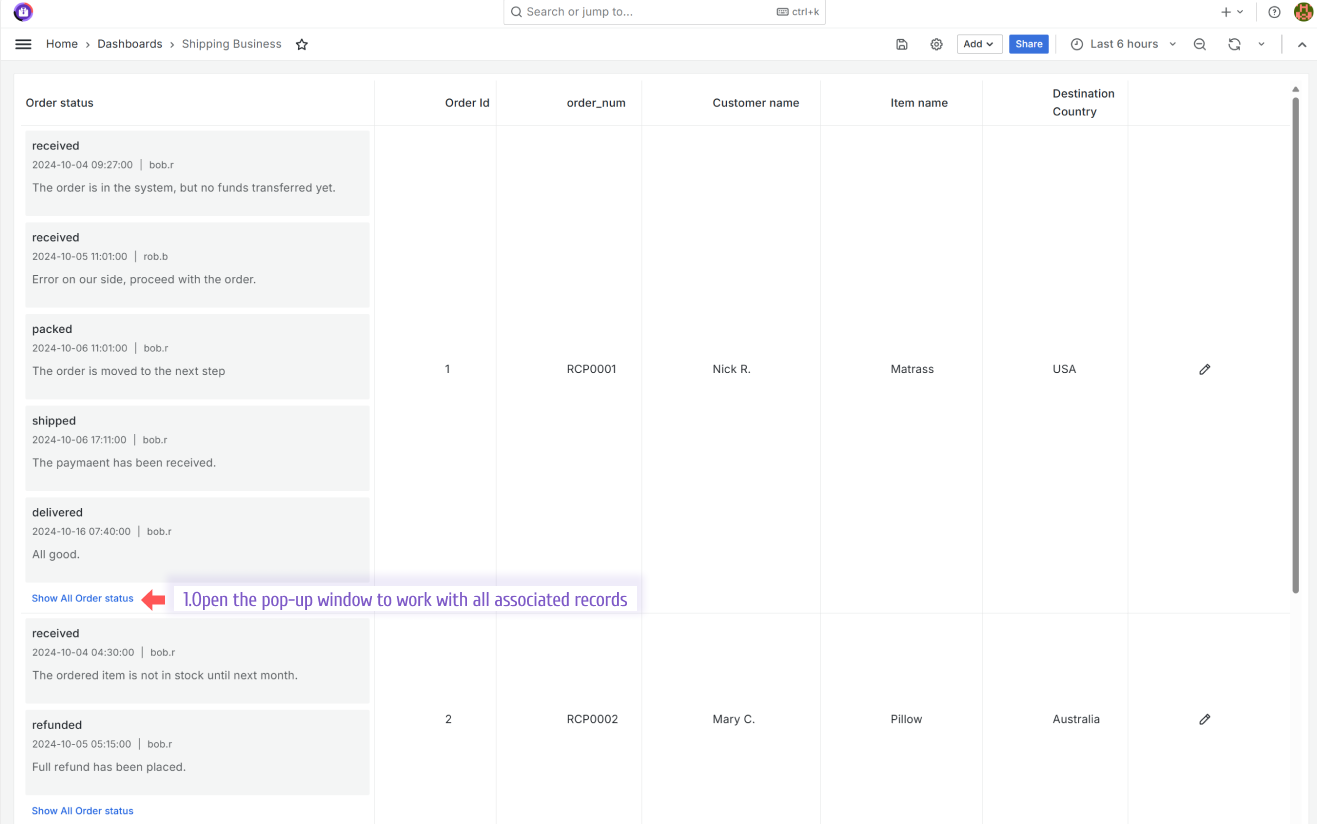 Search or jump to...
ctrl+k
Home › Dashboards › Shipping Business
Add
Share
Last 6 hours
Order status
Order Id
order_num
Customer name
Item name
Destination
Country
received
2024-10-04 09:27:00 | bob.r
The order is in the system, but no funds transferred yet.
received
2024-10-05 11:01:00 | rob.b
Error on our side, proceed with the order.
packed
2024-10-06 11:01:00 | bob.r
The order is moved to the next step
1
RCP0001
Nick R.
Matrass
USA
shipped
2024-10-06 17:11:00 | bob.r
The paymaent has been received.
delivered
2024-10-16 07:40:00 | bob.r
All good.
Show All Order status
1.Open the pop-up window to work with all associated records
received
2024-10-04 04:30:00 | bob.r
The ordered item is not in stock until next month.
2
RCP0002
Mary C.
Pillow
Australia
refunded
2024-10-05 05:15:00 | bob.r
Full refund has been placed.
Show All Order status